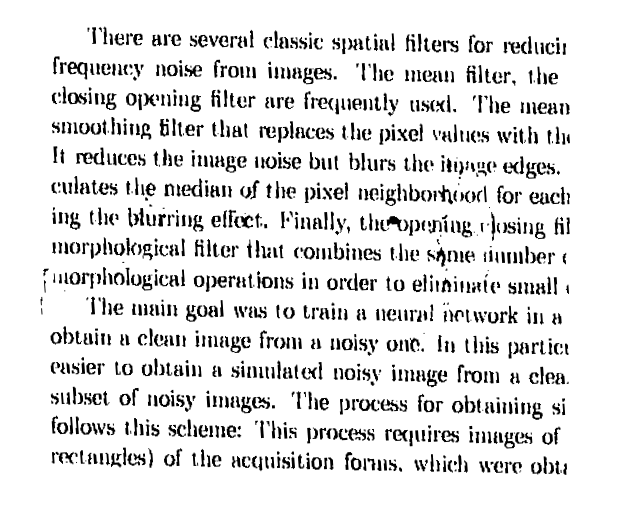 There are several classic spatial filters for reducin
frequency noise from images. The mean filter, the
closing opening filter are frequently used. The mean
smoothing filter that replaces the pixel values with the
It reduces the image noise but blurs the image edges.
culates the median of the pixel neighborhood for each
ing the blurring effect. Finally, the opening closing fil
morphological filter that combines the same number
morphological operations in order to eliminate small
The main goal was to train a neural network in a
obtain a clean image from a noisy one. In this partic
easier to obtain a simulated noisy image from a clea
subset of noisy images. The process for obtaining si
follows this scheme: This process requires images of
rectangles) of the acquisition forms, which were obta